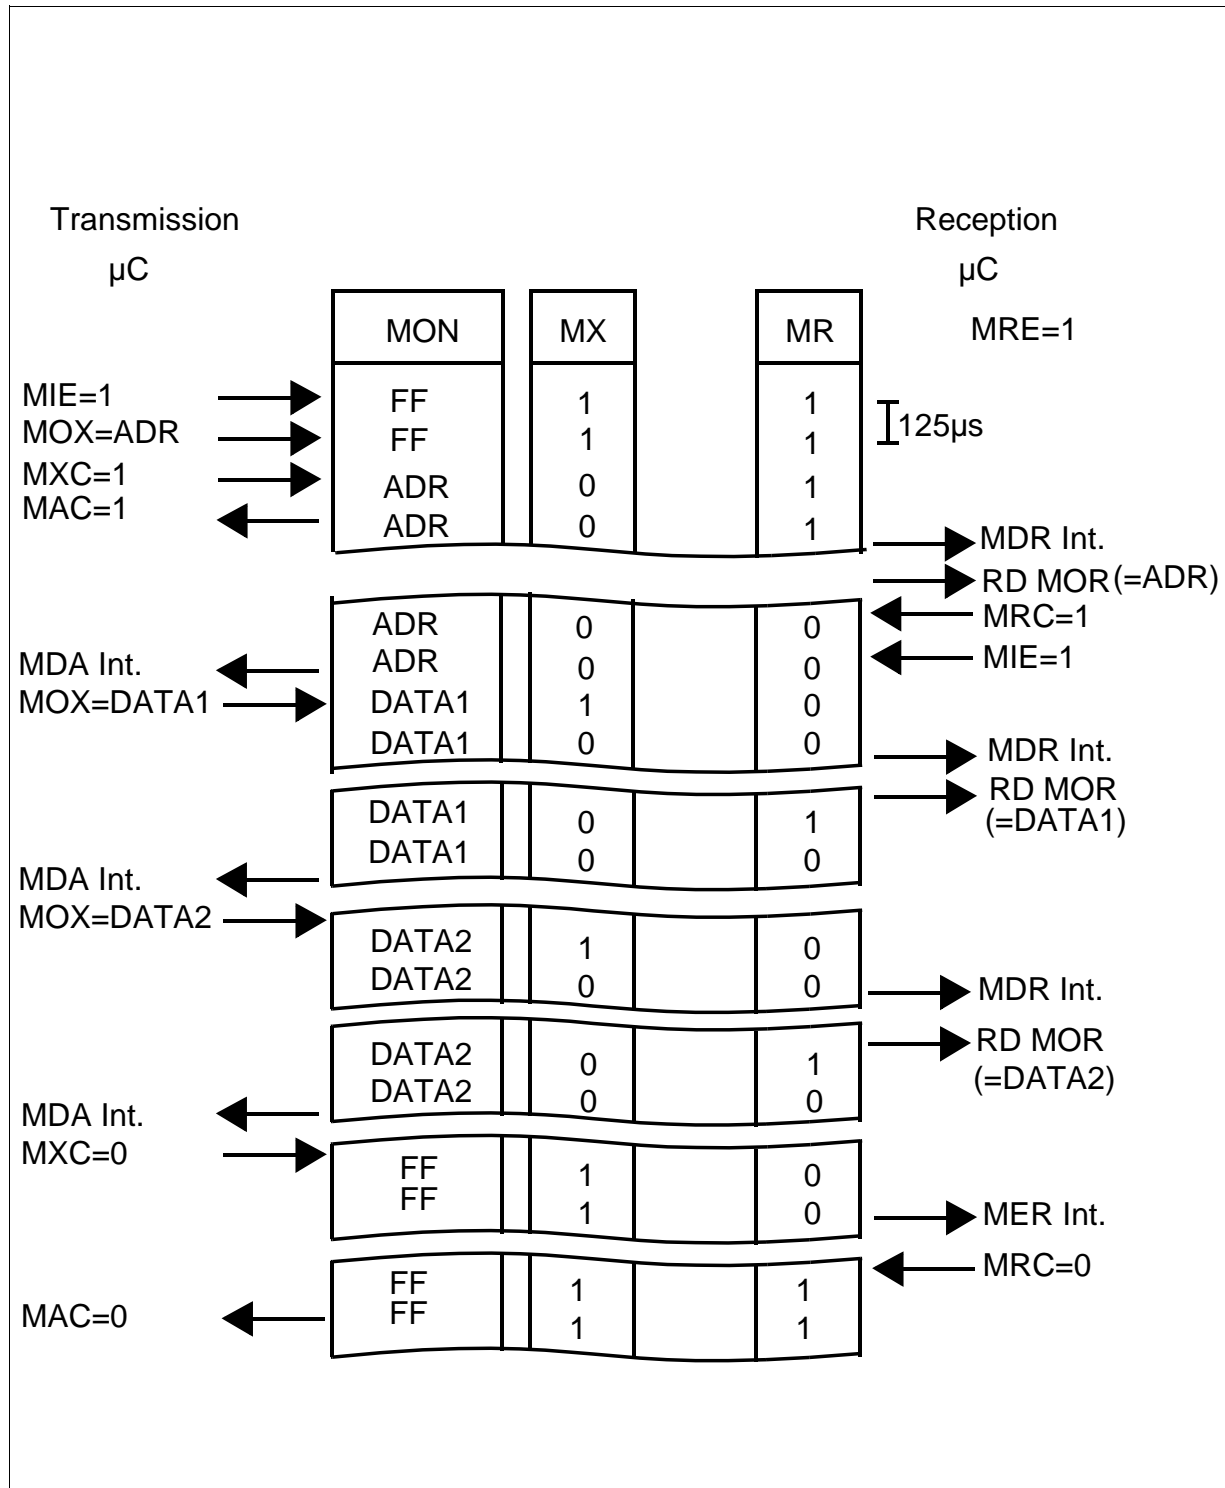 Transmission Reception
µC µC
MON MX MR MRE=1
MIE=1 FF 1 1
125µs
MOX=ADR FF 1 1
MXC=1 ADR 0 1
MAC=1 ADR 0 1
MDR Int.
RD MOR (=ADR)
MRC=1
ADR 0 0
MIE=1
MDA Int. ADR 0 0
MOX=DATA1 DATA1 1 0
DATA1 0 0 MDR Int.
RD MOR
DATA1 0 1 (=DATA1)
DATA1 0 0
MDA Int.
MOX=DATA2
DATA2 1 0
DATA2 0 0 MDR Int.
RD MOR
DATA2 0 1
(=DATA2)
DATA2 0 0
MDA Int.
MXC=0
FF 1 0
FF 1 0 MER Int.
MRC=0
FF 1 1
MAC=0 FF 1 1